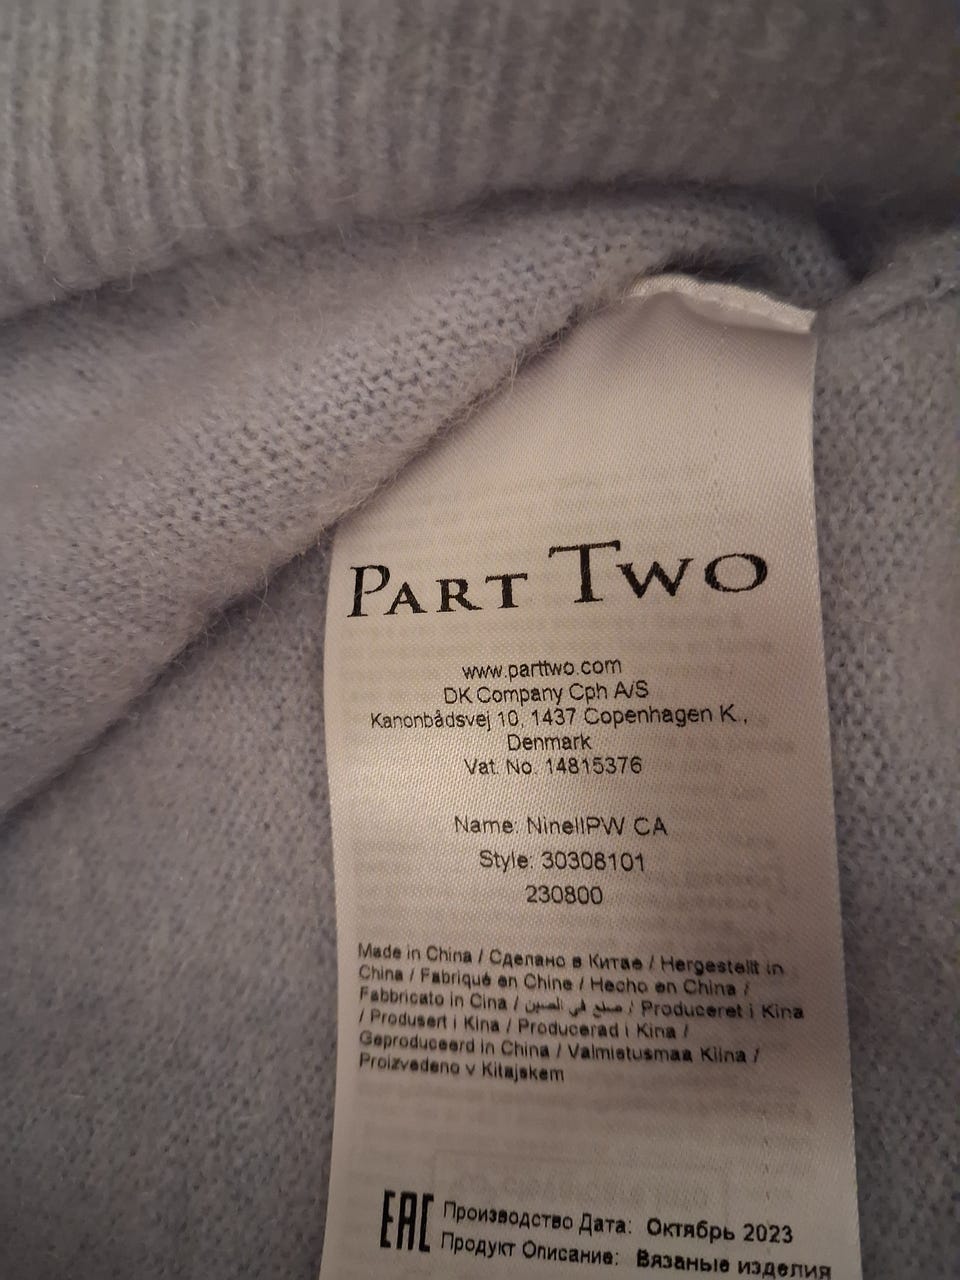 PART TWO
www.parttwo.com
DK Company Cph A/S
Kanonbådsvej 10, 1437 Copenhagen K.,
Denmark
Vat. No. 14815376
Name: NinellPW CA
Style: 30308101
230800
Made in China / Сделано в Китае / Hergestellt in
China / Fabriqué en Chine / Hecho en China /
Fabbricato in Cina / صنع في الصين / Produceret i Kina
/ Produsert i Kina / Producerad i Kina /
Geproduceerd in China / Valmistusmaa Kiina /
Proizvedeno v Kitajskem
EAC Производство Дата: Октябрь 2023
Продукт Описание: Вязаные изделия